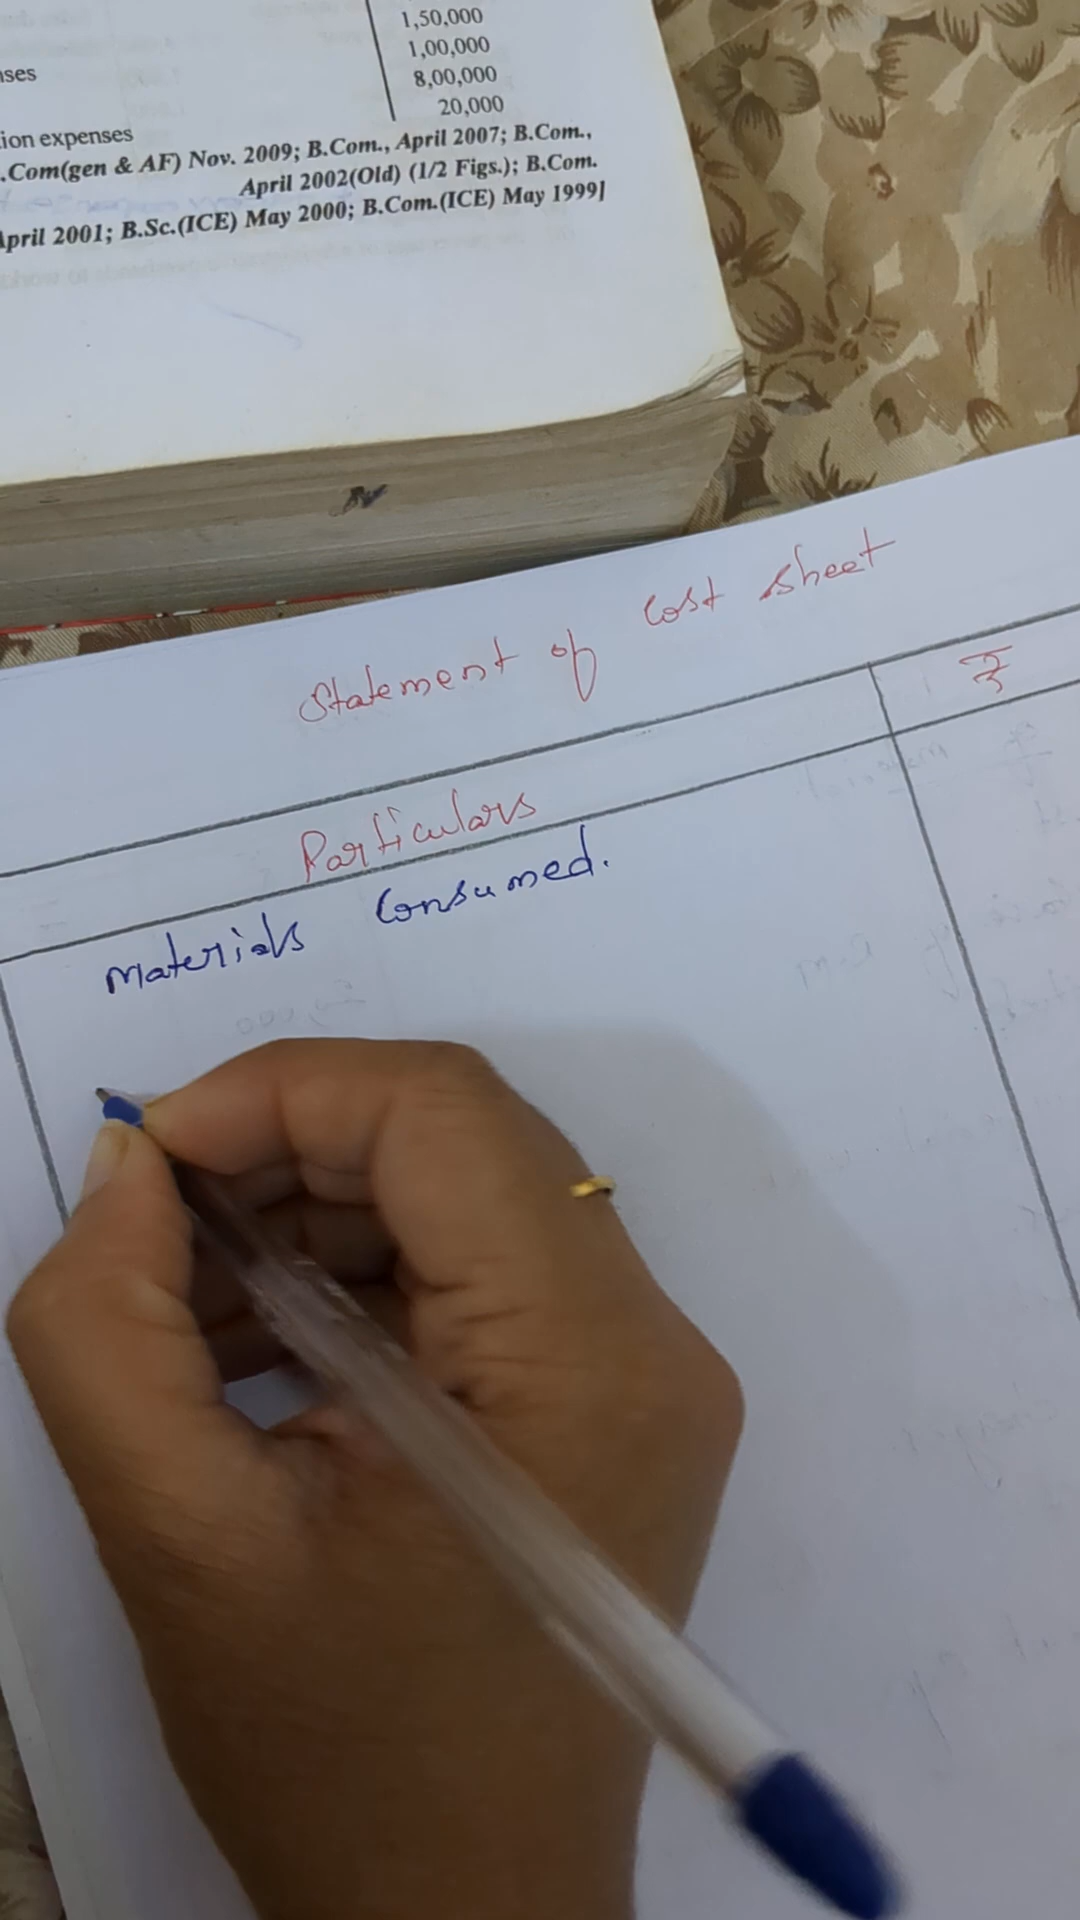 1,50,000
1,00,000
nses 8,00,000
20,000
ion expenses
.Com(gen & AF) Nov. 2009; B.Com., April 2007; B.Com.,
April 2002(Old) (1/2 Figs.); B.Com.
April 2001; B.Sc.(ICE) May 2000; B.Com.(ICE) May 1999]
Statement of Cost sheet
Particulars ₹
Materials Consumed.